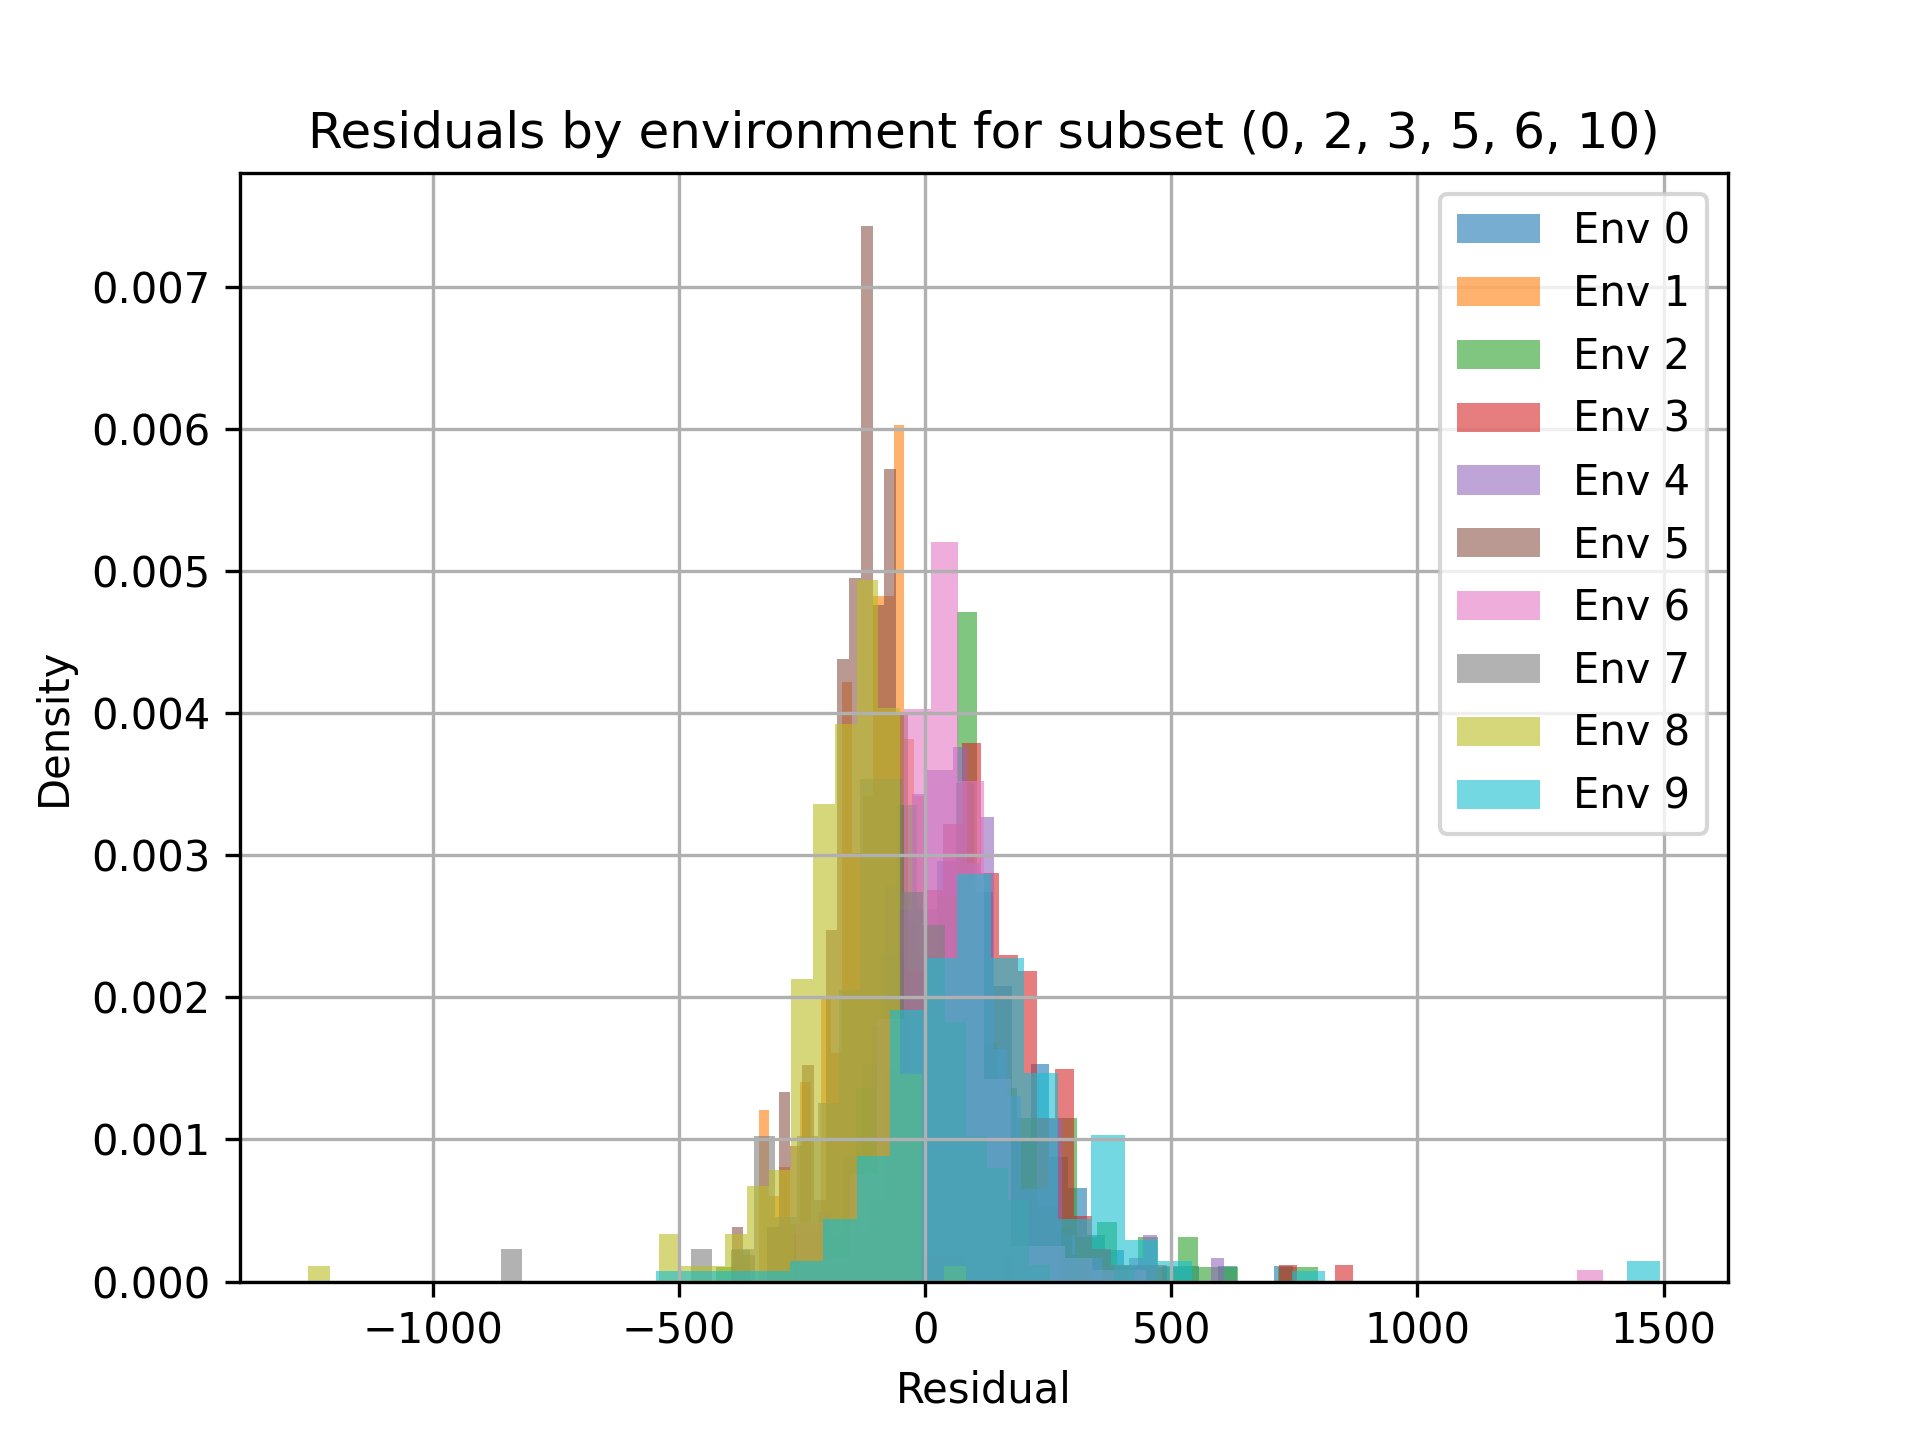 Residuals by environment for subset (0, 2, 3, 5, 6, 10)
Env 0
Env 1
Env 2
Env 3
Env 4
Env 5
Env 6
Env 7
Env 8
Env 9
0.007
0.006
0.005
0.004
0.003
0.002
0.001
0.000
Density
−1000
−500
0
500
1000
1500
Residual